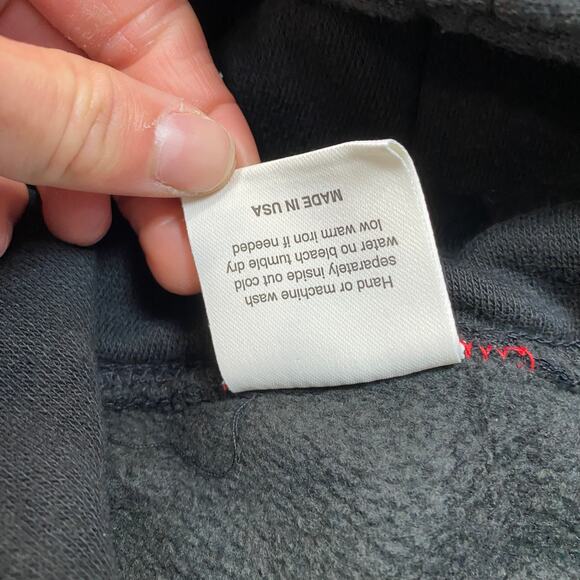 Hand or machine wash
separately inside out cold
water no bleach tumble dry
low warm iron if needed
MADE IN USA